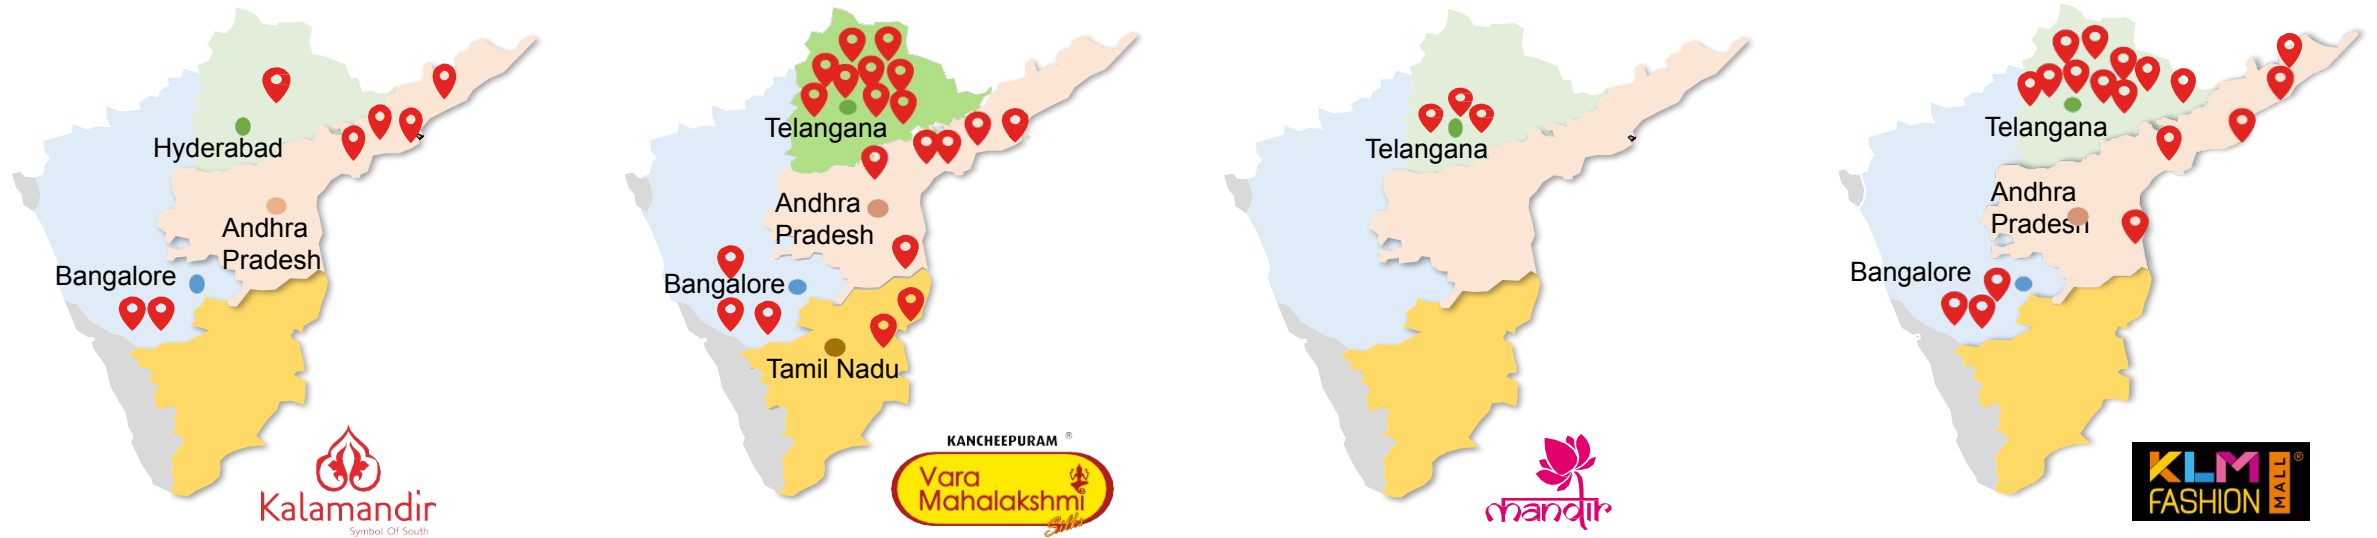 Hyderabad
Andhra
Pradesh
Bangalore
Kalamandir
Symbol Of South
Telangana
Andhra
Pradesh
Bangalore
Tamil Nadu
KANCHEEPURAM ®
Vara
Mahalakshmi
Silks
Telangana
mandir
Telangana
Andhra
Pradesh
Bangalore
KLM
FASHION
MALL ®